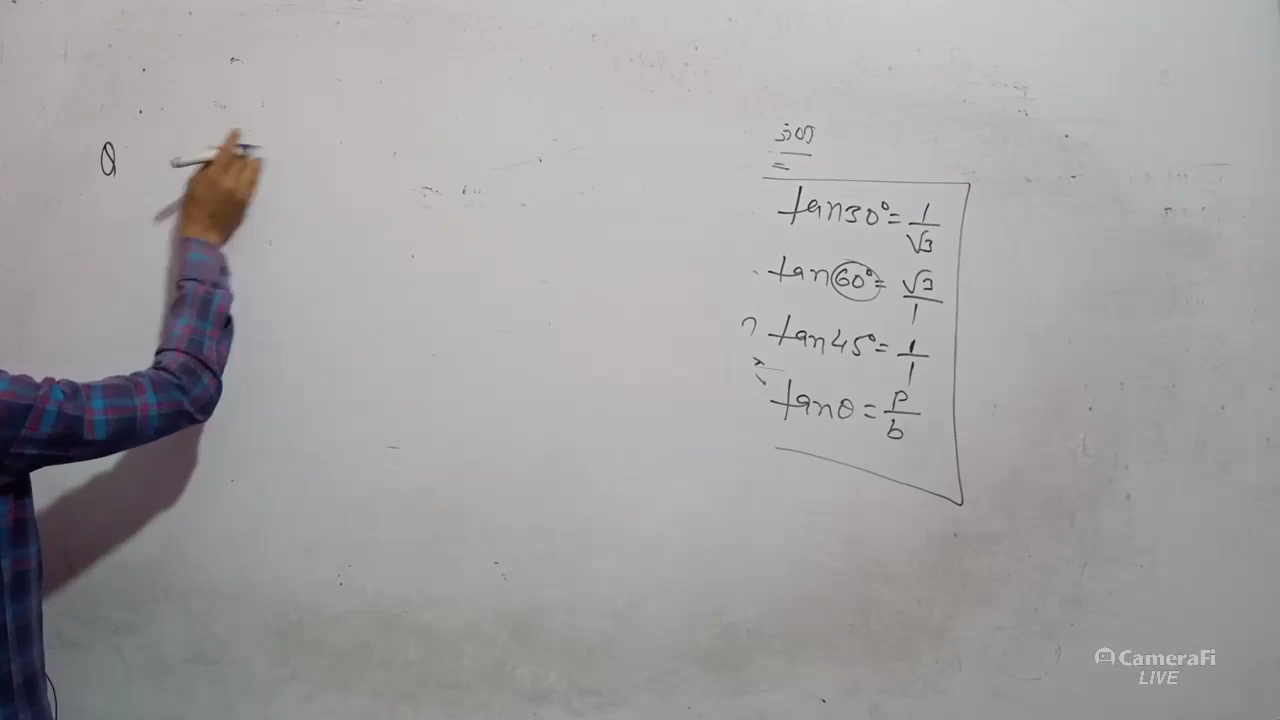 Q
tan30°=1/√3
tan60°=√3/1
tan45°=1/1
tanθ=p/b
CameraFi
LIVE